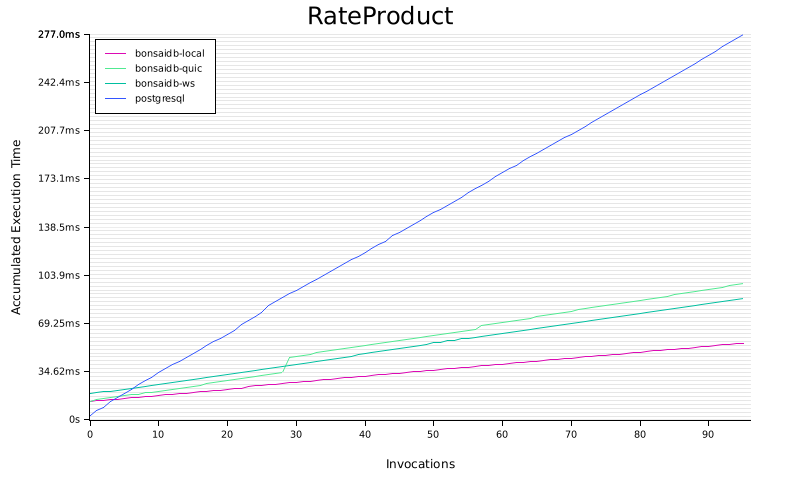 RateProduct
277.0ms
242.4ms
207.7ms
173.1ms
138.5ms
103.9ms
69.25ms
34.62ms
0s
Accumulated Execution Time
bonsaidb-local
bonsaidb-quic
bonsaidb-ws
postgresql
0 10 20 30 40 50 60 70 80 90
Invocations